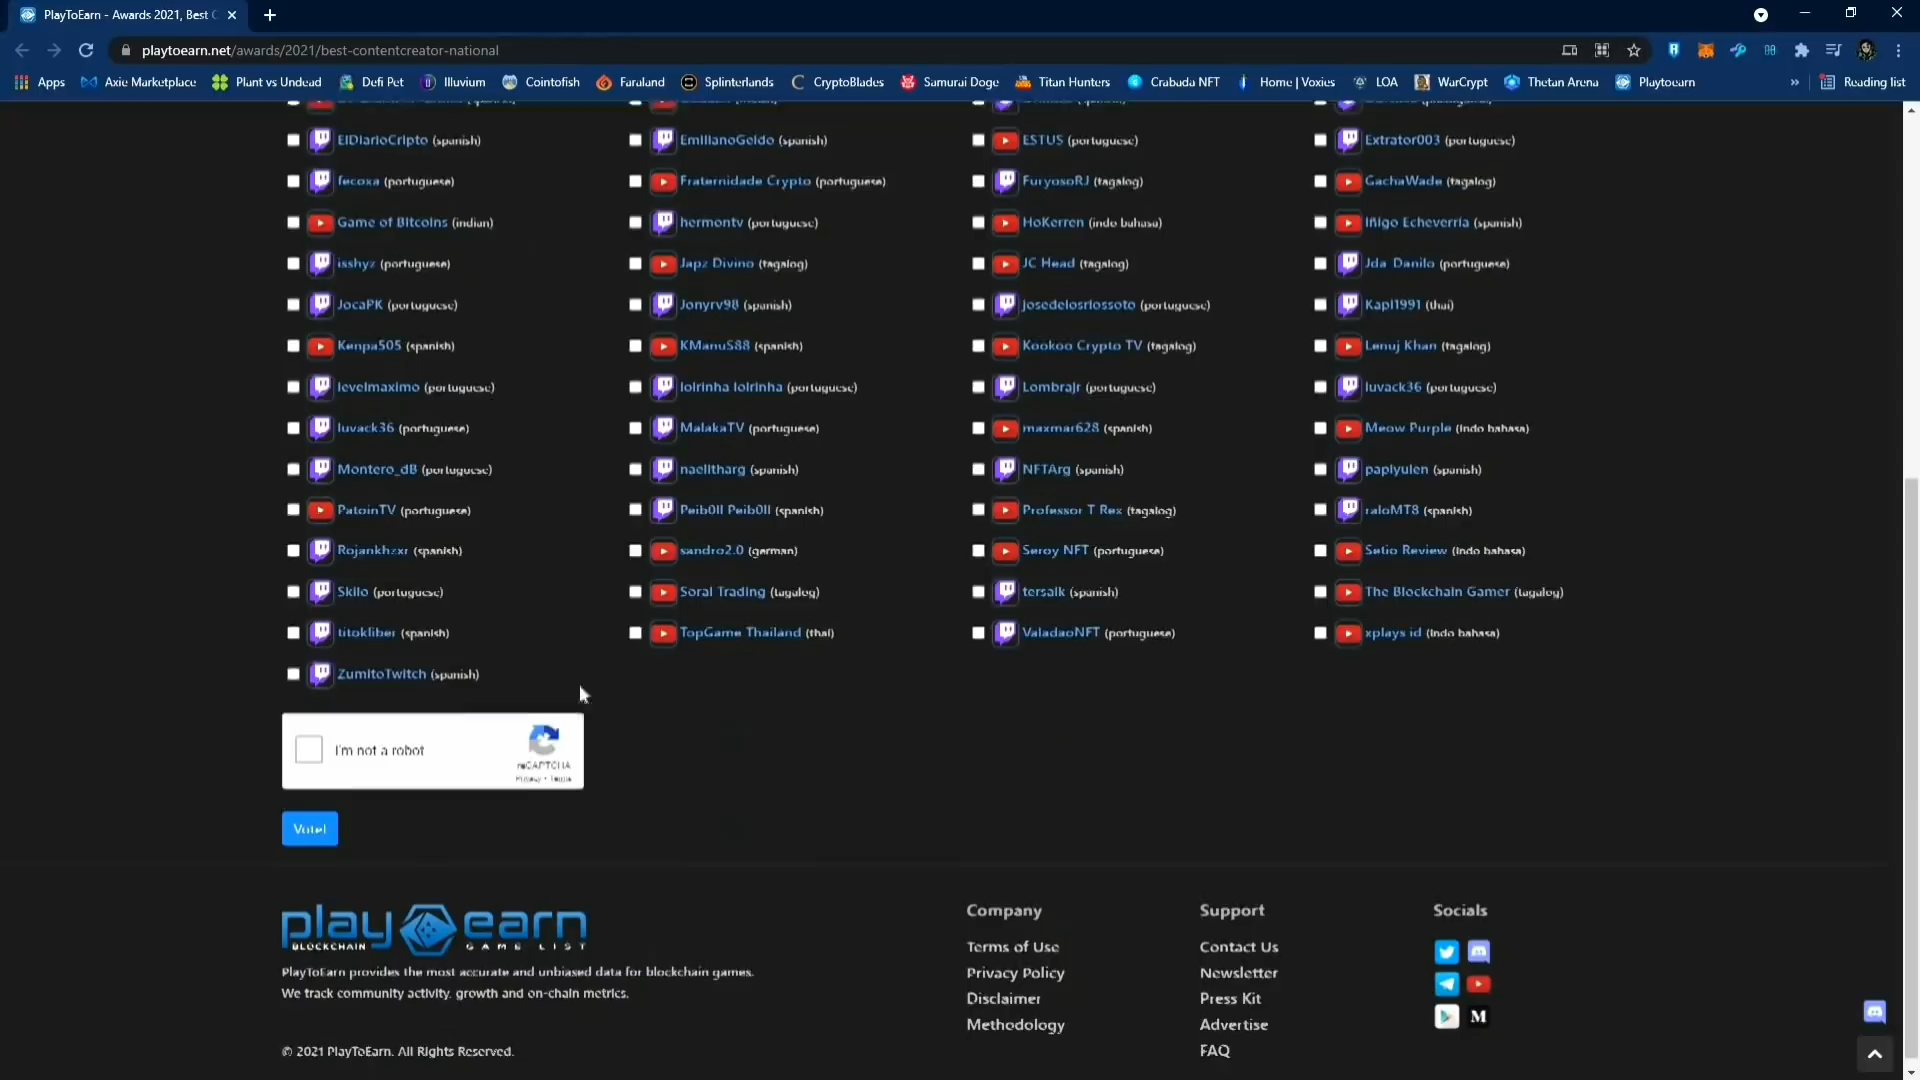 PlayToEarn - Awards 2021, Best C
playtoearn.net/awards/2021/best-contentcreator-national
Apps Axie Marketplace Plant vs Undead Defi Pet Illuvium Cointofish Faraland Splinterlands CryptoBlades Samurai Doge Titan Hunters Crabada NFT Home | Voxies LOA WarCrypt Thetan Arena Playtoearn » Reading list
ElDiarioCripto (spanish) EmilianoGeldo (spanish) ESTUS (portuguese) Extrator003 (portuguese)
fecoxa (portuguese) Fraternidade Crypto (portuguese) FuryosoRJ (tagalog) GachaWade (tagalog)
Game of Bitcoins (indian) hermontv (portuguese) HoKerren (indo bahasa) Iñigo Echeverria (spanish)
isshyz (portuguese) Japz Divino (tagalog) JC Head (tagalog) Jda_Danilo (portuguese)
JocaPK (portuguese) Jonyrv98 (spanish) josedelosriossoto (portuguese) Kapi1991 (thai)
Kenpa505 (spanish) KManuS88 (spanish) Kookoo Crypto TV (tagalog) Lenuj Khan (tagalog)
levelmaximo (portuguese) lolrinha lolrinha (portuguese) Lombrajr (portuguese) luvack36 (portuguese)
luvack36 (portuguese) MalakaTV (portuguese) maxmar628 (spanish) Meow Purple (indo bahasa)
Montero_dB (portuguese) naelitharg (spanish) NFTArg (spanish) papiyulen (spanish)
PatoinTV (portuguese) Peib0ll Peib0ll (spanish) Professor T Rex (tagalog) raloMT8 (spanish)
Rojankhzxr (spanish) sandro2.0 (german) Seroy NFT (portuguese) Setio Review (indo bahasa)
Skilo (portuguese) Soral Trading (tagalog) tersaik (spanish) The Blockchain Gamer (tagalog)
titokliber (spanish) TopGame Thailand (thai) ValadaoNFT (portuguese) xplays id (indo bahasa)
ZumitoTwitch (spanish)
I'm not a robot
reCAPTCHA
Privacy - Terms
Vote!
play earn
BLOCKCHAIN GAME LIST
PlayToEarn provides the most accurate and unbiased data for blockchain games.
We track community activity, growth and on-chain metrics.
© 2021 PlayToEarn. All Rights Reserved.
Company
Terms of Use
Privacy Policy
Disclaimer
Methodology
Support
Contact Us
Newsletter
Press Kit
Advertise
FAQ
Socials